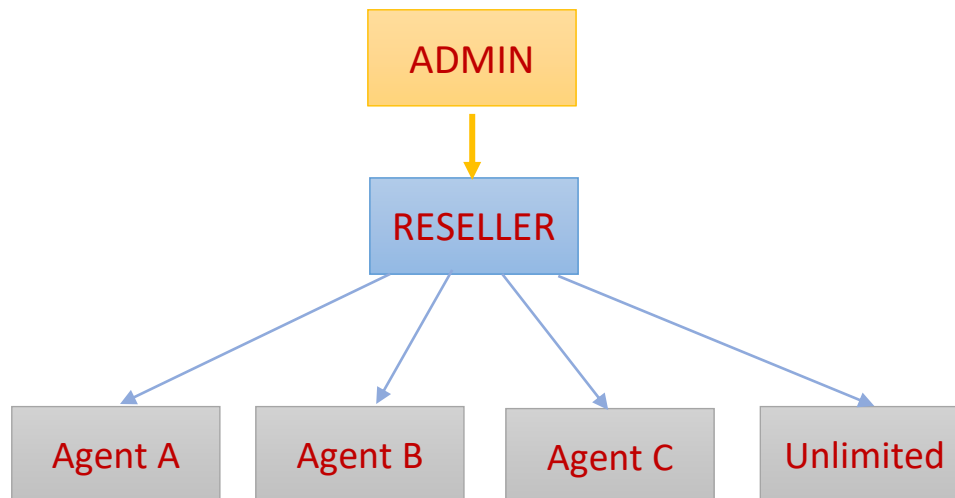 ADMIN
RESELLER
Agent A
Agent B
Agent C
Unlimited